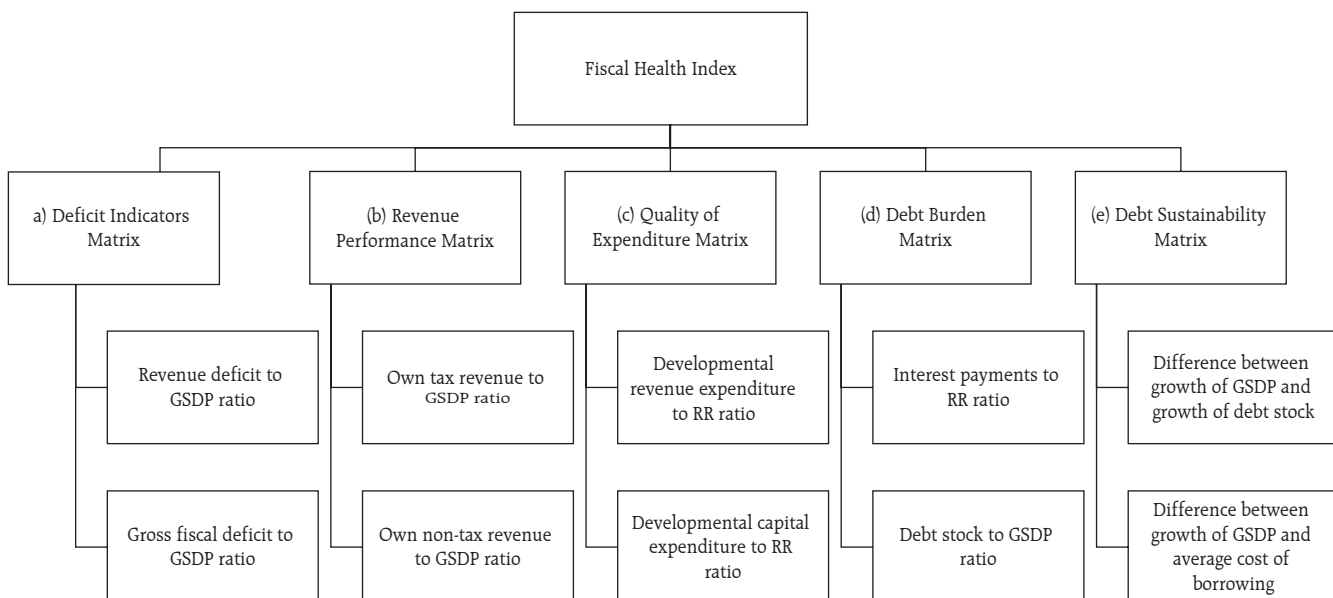 Fiscal Health Index
a) Deficit Indicators
Matrix
(b) Revenue
Performance Matrix
(c) Quality of
Expenditure Matrix
(d) Debt Burden
Matrix
(e) Debt Sustainability
Matrix
Revenue deficit to
GSDP ratio
Own tax revenue to
GSDP ratio
Developmental
revenue expenditure
to RR ratio
Interest payments to
RR ratio
Difference between
growth of GSDP and
growth of debt stock
Gross fiscal deficit to
GSDP ratio
Own non-tax revenue
to GSDP ratio
Developmental capital
expenditure to RR
ratio
Debt stock to GSDP
ratio
Difference between
growth of GSDP and
average cost of
borrowing